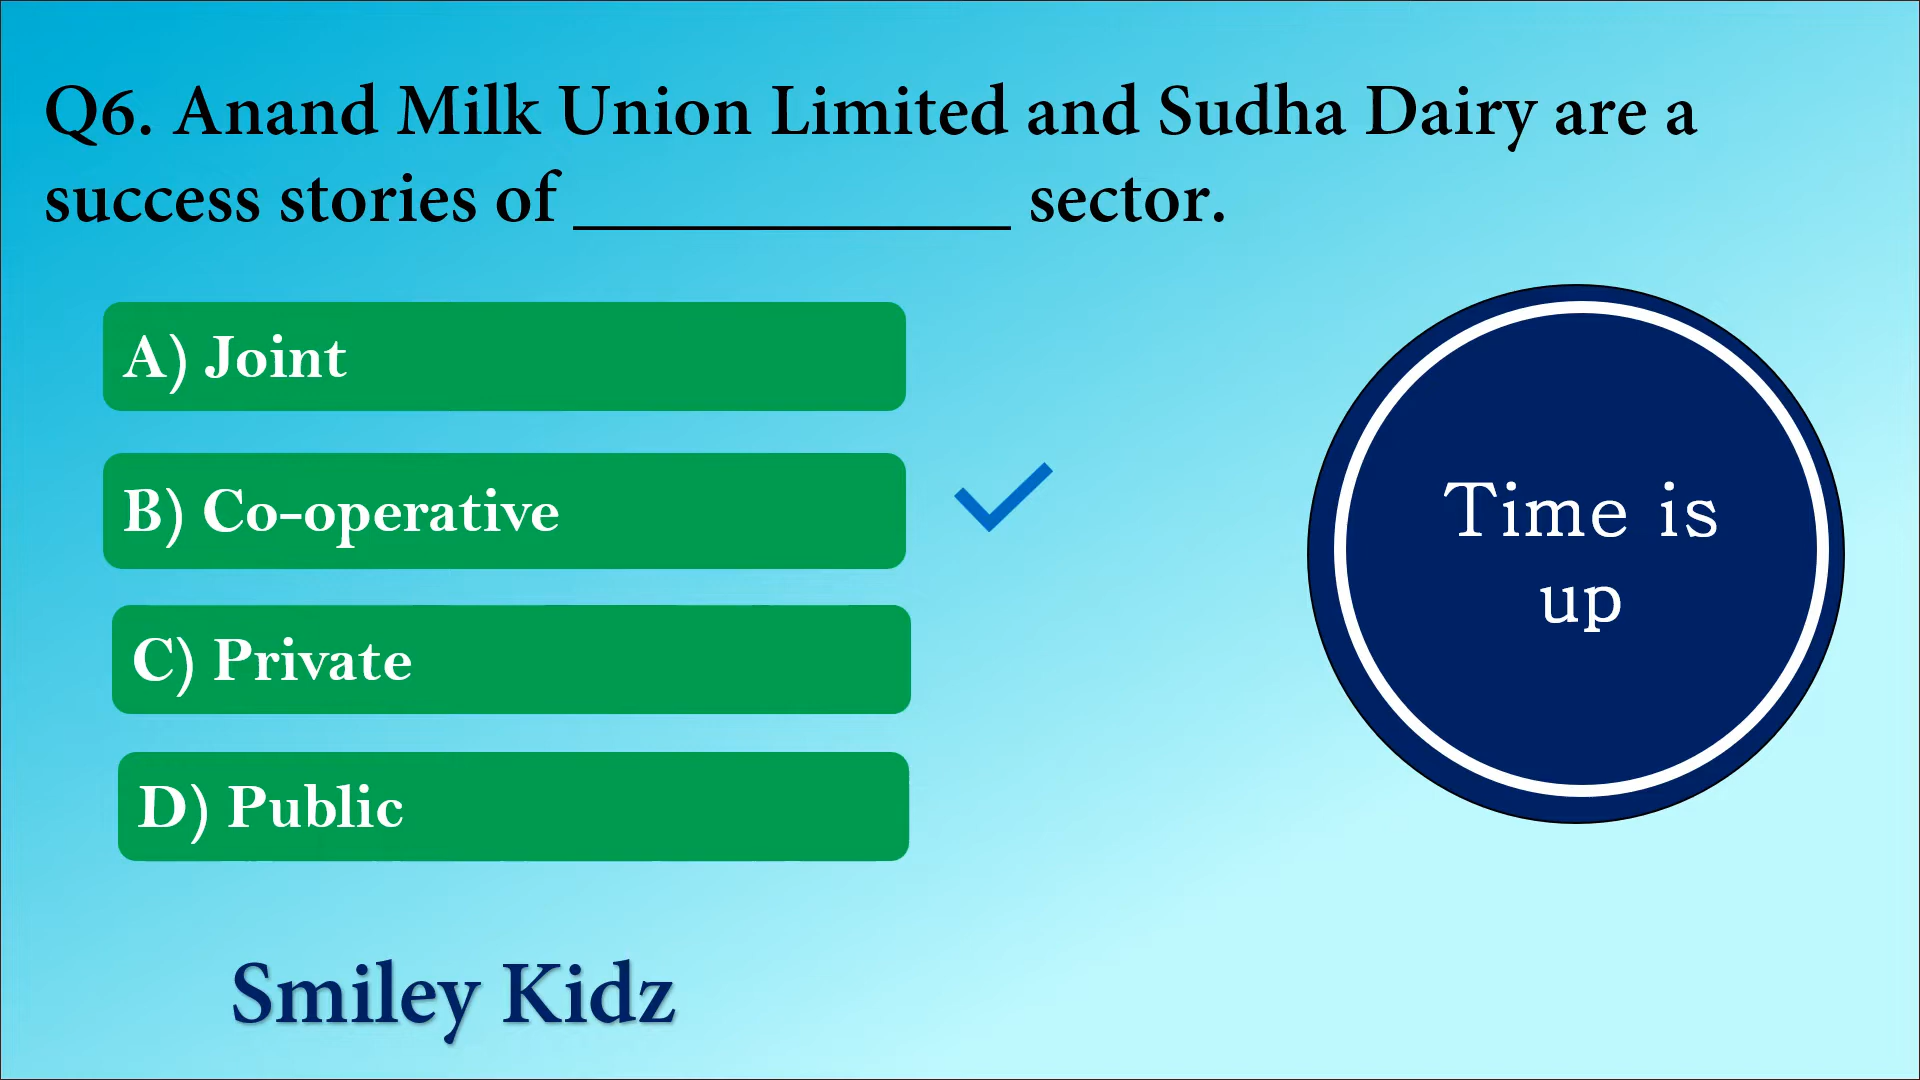 Q6. Anand Milk Union Limited and Sudha Dairy are a
success stories of ____________ sector.
A) Joint
B) Co-operative
C) Private
D) Public
Time is
up
Smiley Kidz